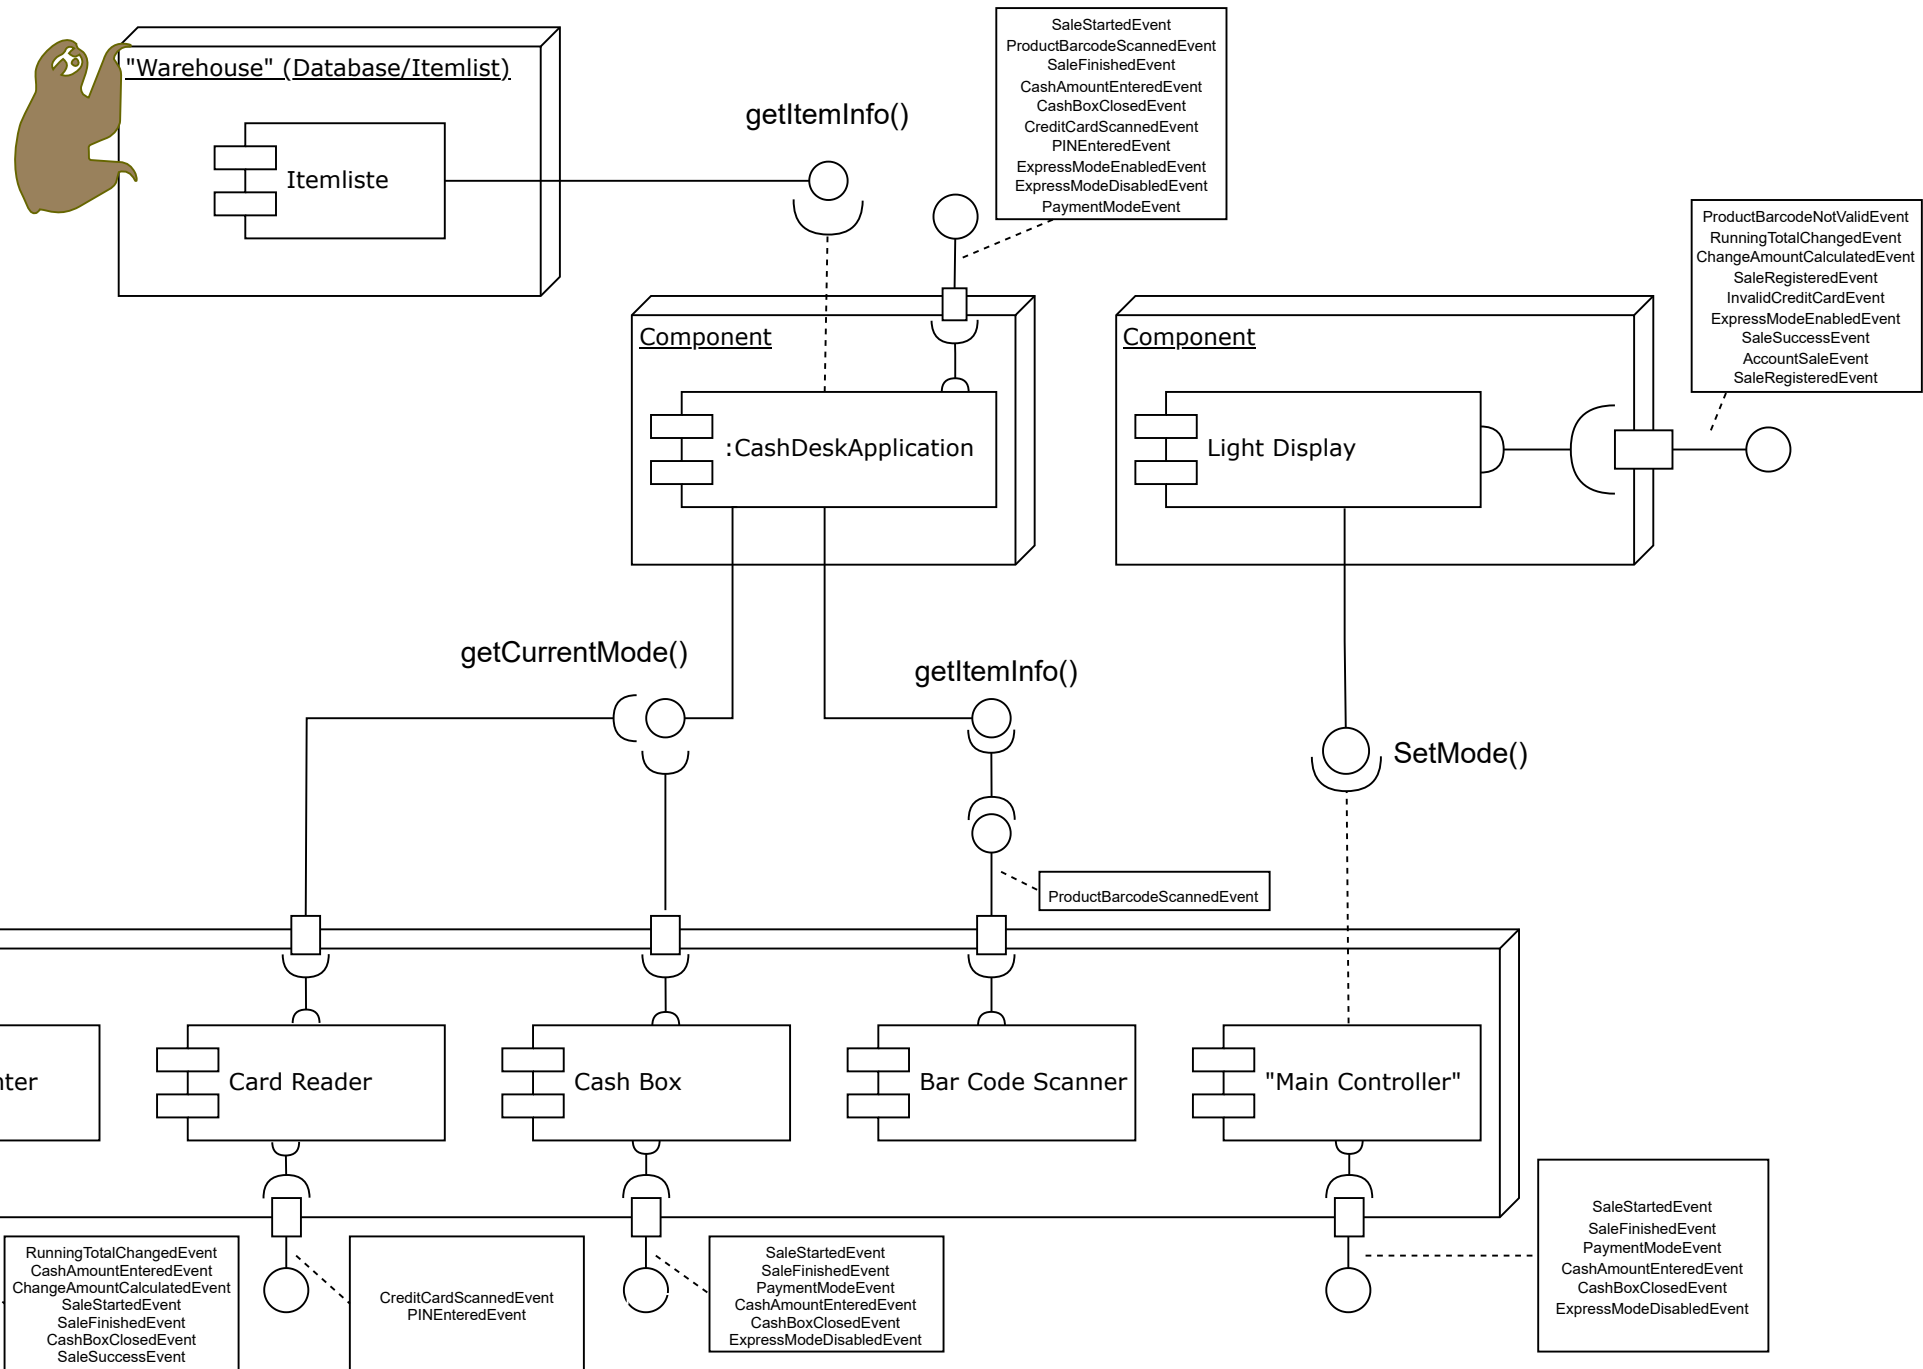 SaleStartedEvent
ProductBarcodeScannedEvent
SaleFinishedEvent
CashAmountEnteredEvent
CashBoxClosedEvent
CreditCardScannedEvent
PINEnteredEvent
ExpressModeEnabledEvent
ExpressModeDisabledEvent
PaymentModeEvent
"Warehouse" (Database/Itemlist)
getItemInfo()
Itemliste
ProductBarcodeNotValidEvent
RunningTotalChangedEvent
ChangeAmountCalculatedEvent
SaleRegisteredEvent
InvalidCreditCardEvent
ExpressModeEnabledEvent
SaleSuccessEvent
AccountSaleEvent
SaleRegisteredEvent
Component
Component
:CashDeskApplication
Light Display
getCurrentMode()
getItemInfo()
SetMode()
ProductBarcodeScannedEvent
nter
Card Reader
Cash Box
Bar Code Scanner
"Main Controller"
RunningTotalChangedEvent
CashAmountEnteredEvent
ChangeAmountCalculatedEvent
SaleStartedEvent
SaleFinishedEvent
CashBoxClosedEvent
SaleSuccessEvent
CreditCardScannedEvent
PINEnteredEvent
SaleStartedEvent
SaleFinishedEvent
PaymentModeEvent
CashAmountEnteredEvent
CashBoxClosedEvent
ExpressModeDisabledEvent
SaleStartedEvent
SaleFinishedEvent
PaymentModeEvent
CashAmountEnteredEvent
CashBoxClosedEvent
ExpressModeDisabledEvent